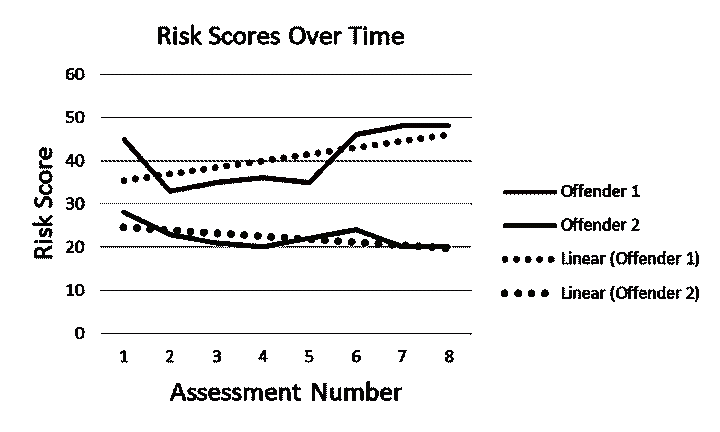 Risk Scores Over Time
60
50
40
30
20
10
0
Risk Score
1 2 3 4 5 6 7 8
Assessment Number
Offender 1
Offender 2
Linear (Offender 1)
Linear (Offender 2)